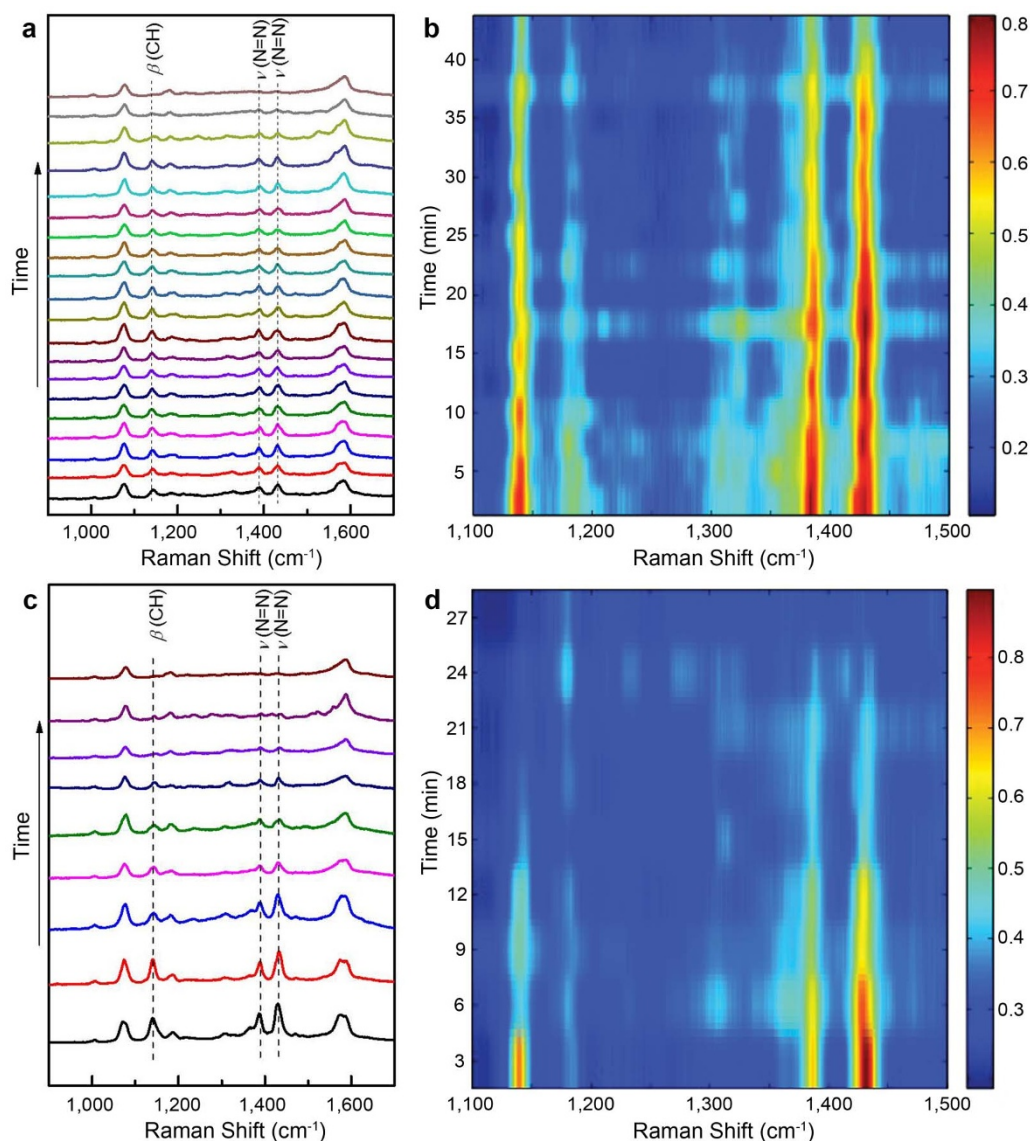 a
β (CH)
ν (N=N)
ν (N=N)
Time
1,000 1,200 1,400 1,600
Raman Shift (cm⁻¹)
b
40
35
30
25
20
15
10
5
Time (min)
1,100 1,200 1,300 1,400 1,500
Raman Shift (cm⁻¹)
0.8
0.7
0.6
0.5
0.4
0.3
0.2
c
β (CH)
ν (N=N)
ν (N=N)
Time
1,000 1,200 1,400 1,600
Raman Shift (cm⁻¹)
d
27
24
21
18
15
12
9
6
3
Time (min)
1,100 1,200 1,300 1,400 1,500
Raman Shift (cm⁻¹)
0.8
0.7
0.6
0.5
0.4
0.3